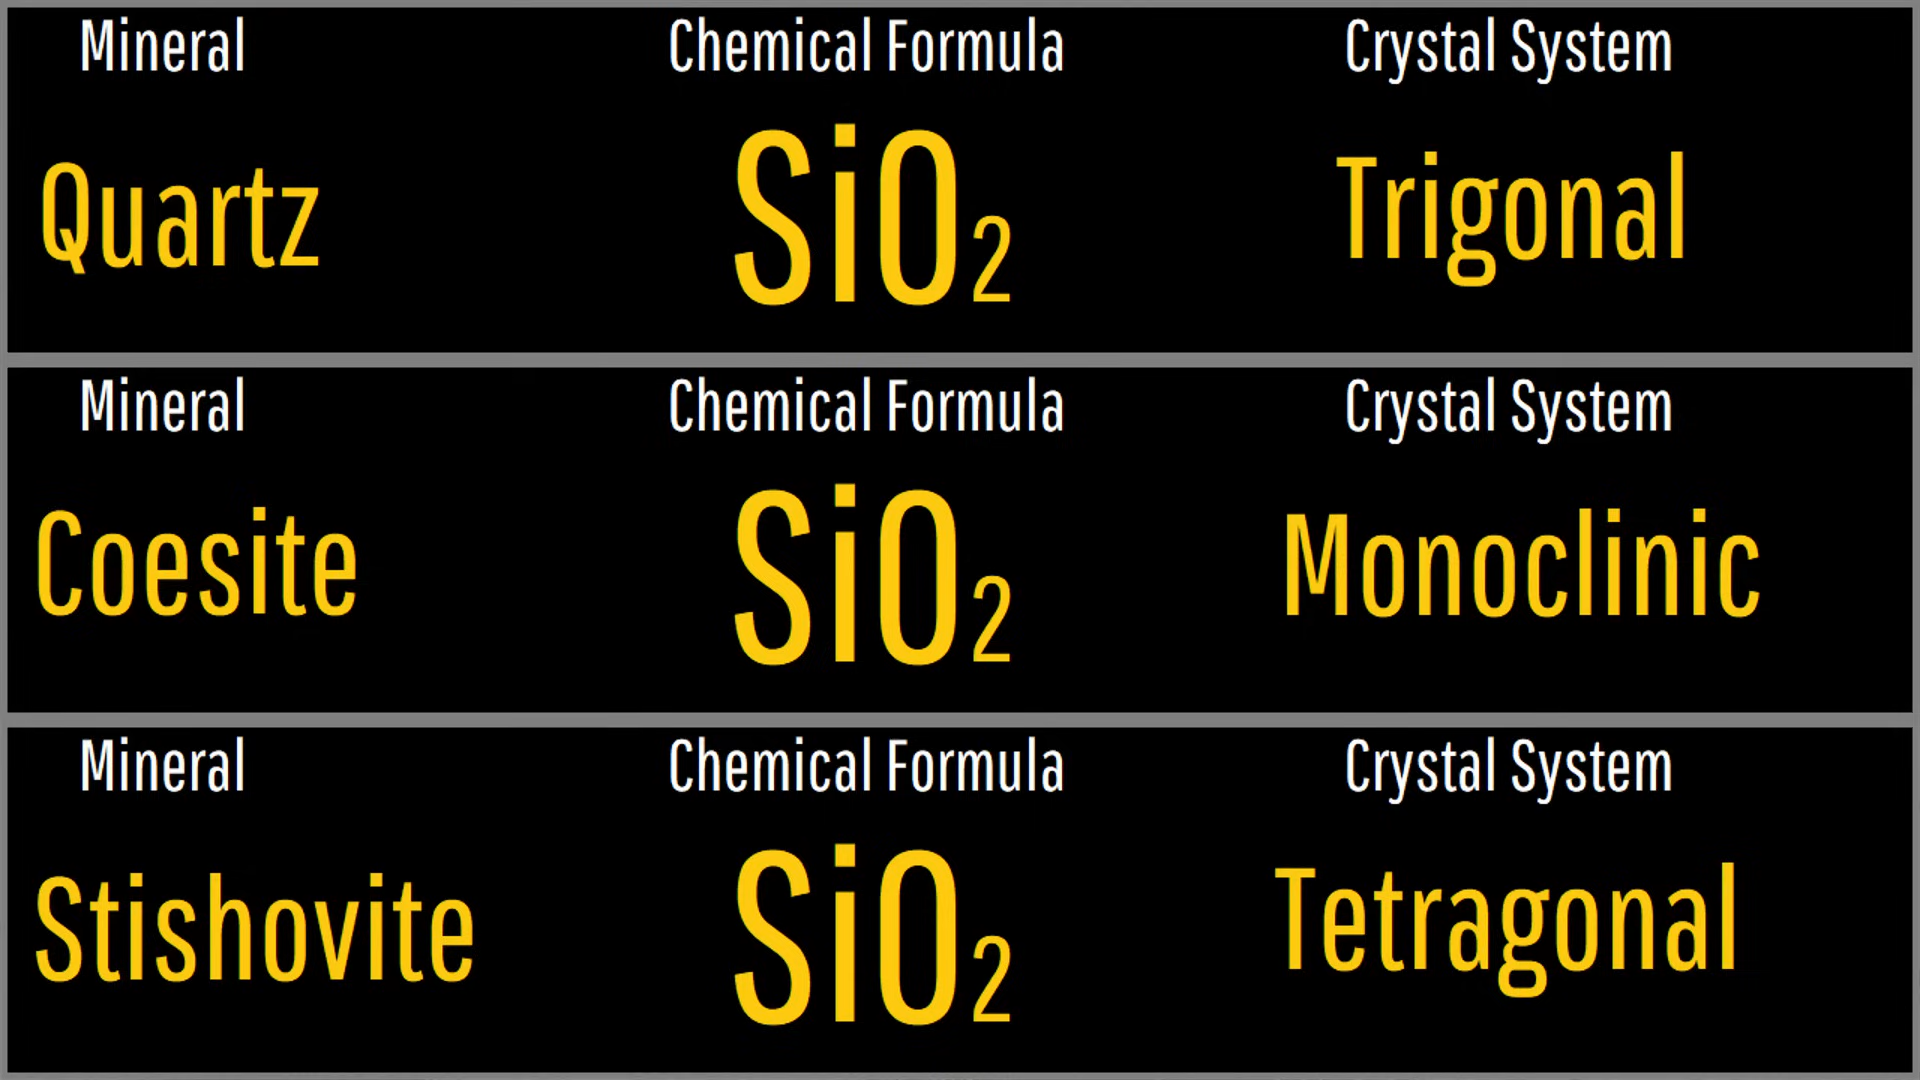 Mineral Chemical Formula Crystal System
Quartz SiO₂ Trigonal
Mineral Chemical Formula Crystal System
Coesite SiO₂ Monoclinic
Mineral Chemical Formula Crystal System
Stishovite SiO₂ Tetragonal